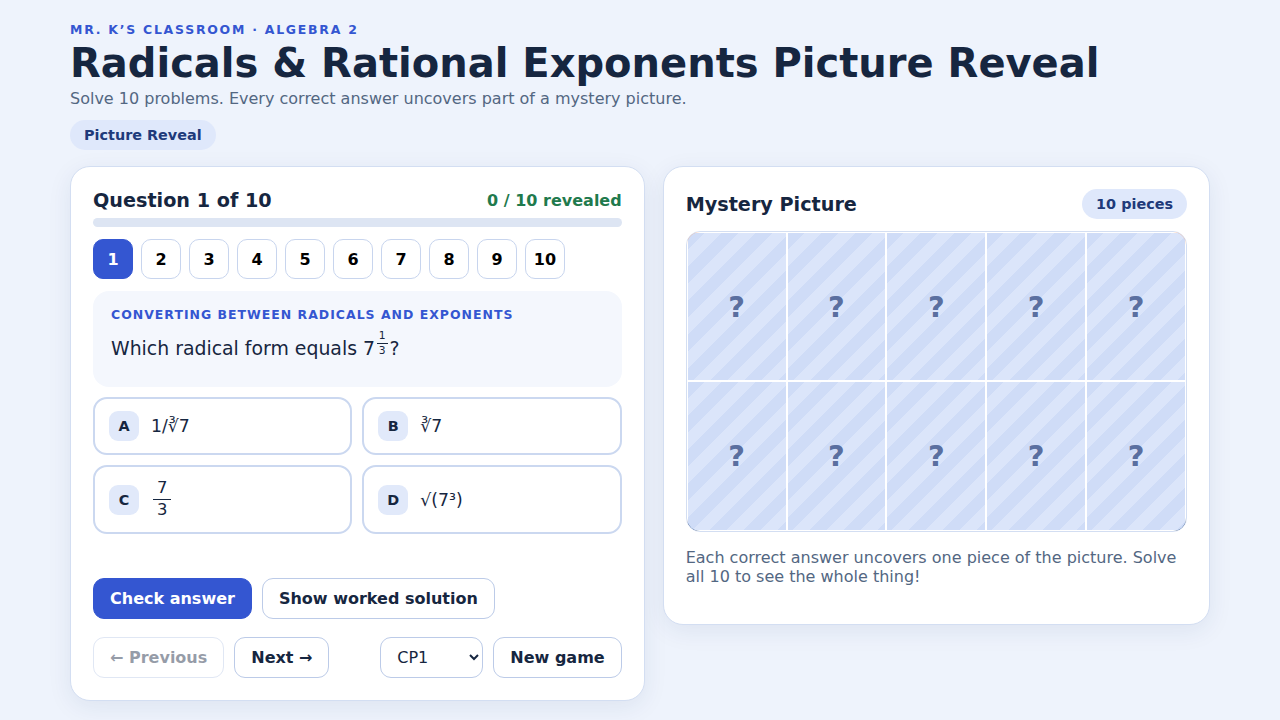 MR. K’S CLASSROOM · ALGEBRA 2
Radicals & Rational Exponents Picture Reveal
Solve 10 problems. Every correct answer uncovers part of a mystery picture.
Picture Reveal
Question 1 of 10
0 / 10 revealed
1 2 3 4 5 6 7 8 9 10
CONVERTING BETWEEN RADICALS AND EXPONENTS
Which radical form equals 7^(1/3)?
A 1/∛7
B ∛7
C 7/3
D √(7³)
Check answer
Show worked solution
← Previous
Next →
CP1
New game
Mystery Picture
10 pieces
? ? ? ? ?
? ? ? ? ?
Each correct answer uncovers one piece of the picture. Solve
all 10 to see the whole thing!